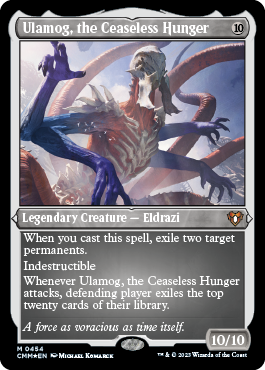 Ulamog, the Ceaseless Hunger 10
Legendary Creature — Eldrazi
When you cast this spell, exile two target
permanents.
Indestructible
Whenever Ulamog, the Ceaseless Hunger
attacks, defending player exiles the top
twenty cards of their library.
A force as voracious as time itself.
10/10
M 0454
CMM★EN Michael Komarck
™ & © 2023 Wizards of the Coast